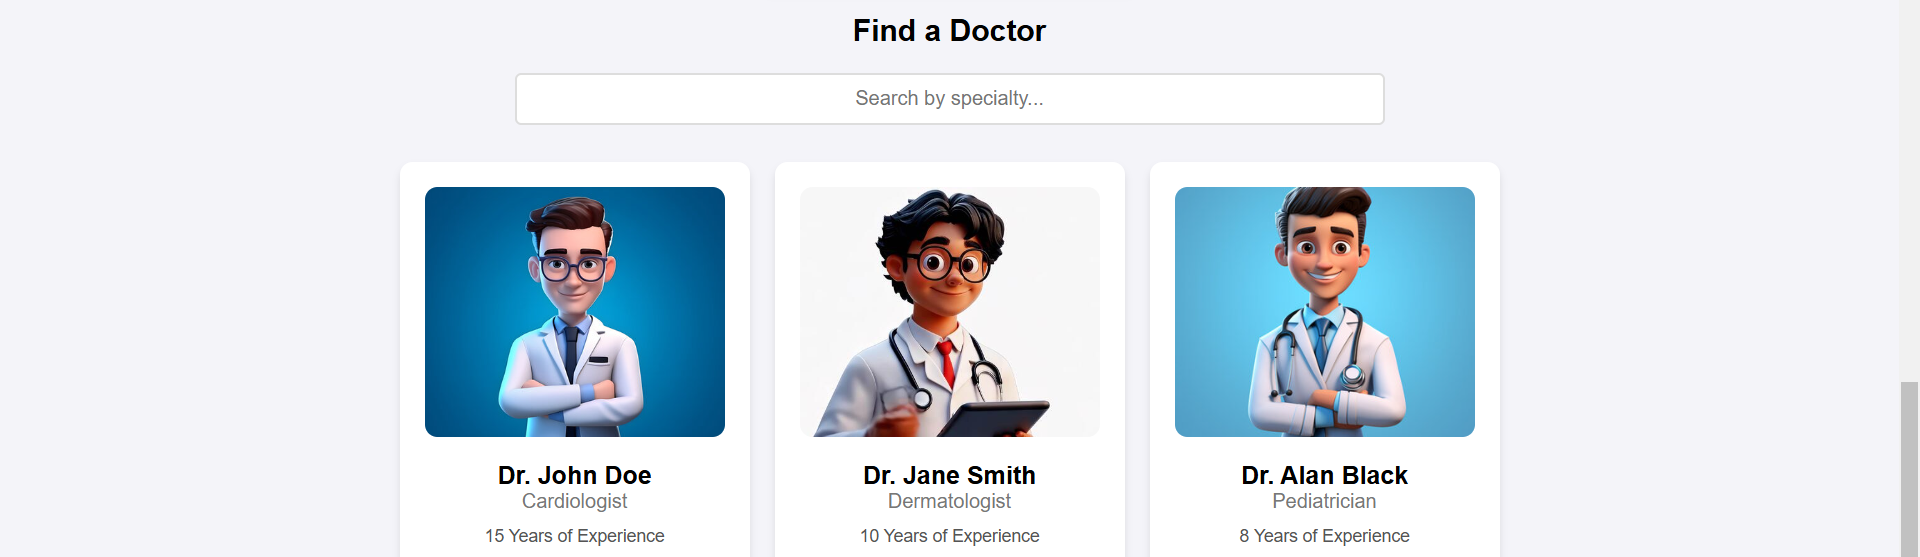 Find a Doctor
Search by specialty...
Dr. John Doe
Cardiologist
15 Years of Experience
Dr. Jane Smith
Dermatologist
10 Years of Experience
Dr. Alan Black
Pediatrician
8 Years of Experience